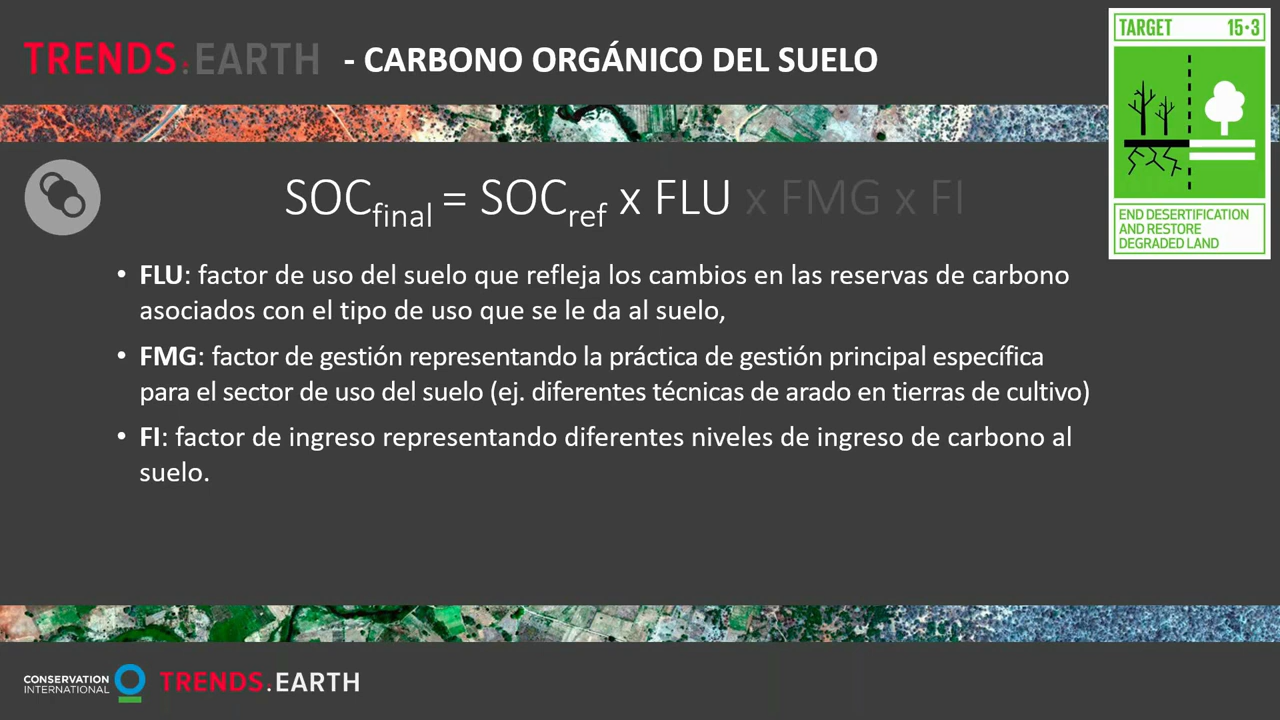 TRENDS.EARTH - CARBONO ORGÁNICO DEL SUELO
TARGET 15·3
SOCfinal = SOCref x FLU x FMG x FI
END DESERTIFICATION
AND RESTORE
DEGRADED LAND
• FLU: factor de uso del suelo que refleja los cambios en las reservas de carbono
asociados con el tipo de uso que se le da al suelo,
• FMG: factor de gestión representando la práctica de gestión principal específica
para el sector de uso del suelo (ej. diferentes técnicas de arado en tierras de cultivo)
• FI: factor de ingreso representando diferentes niveles de ingreso de carbono al
suelo.
CONSERVATION
INTERNATIONAL
TRENDS.EARTH